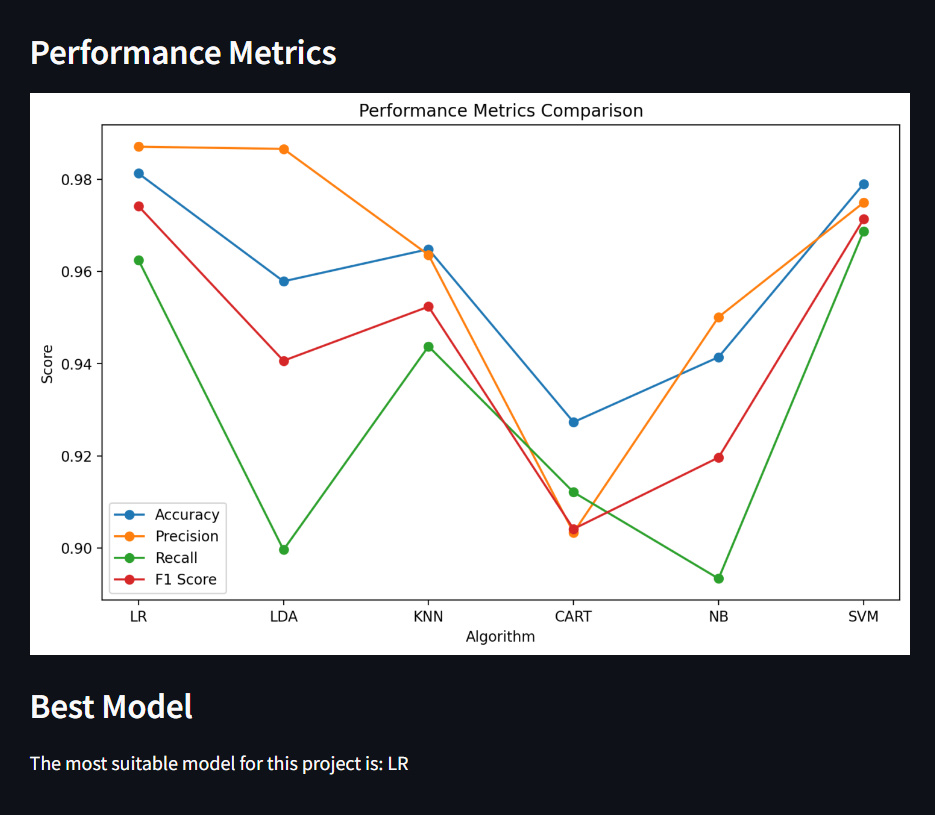 Performance Metrics
Performance Metrics Comparison
0.98
0.96
0.94
0.92
0.90
Score
Accuracy
Precision
Recall
F1 Score
LR LDA KNN CART NB SVM
Algorithm
Best Model
The most suitable model for this project is: LR